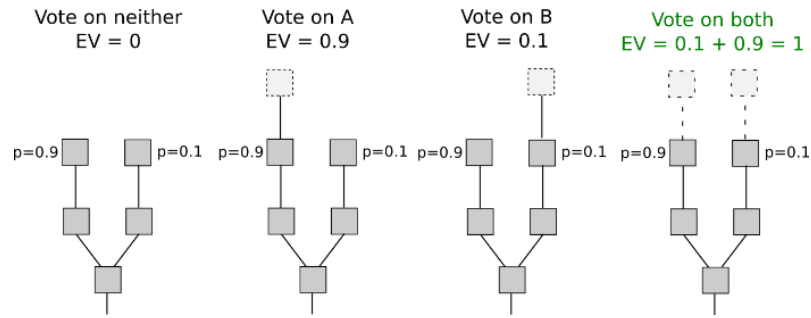 Vote on neither
EV = 0
Vote on A
EV = 0.9
Vote on B
EV = 0.1
Vote on both
EV = 0.1 + 0.9 = 1
p=0.9
p=0.1
p=0.9
p=0.1
p=0.9
p=0.1
p=0.9
p=0.1